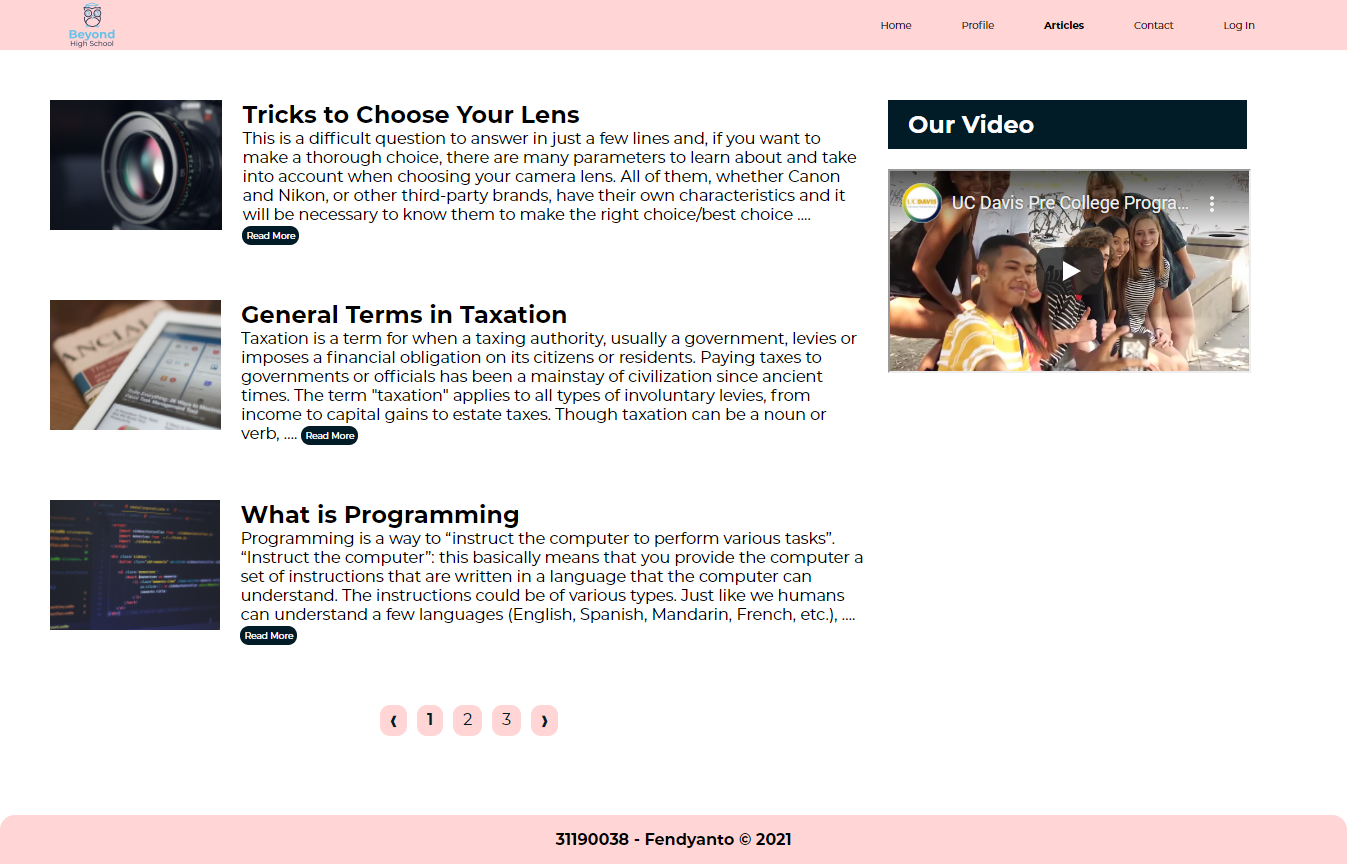 Beyond
High School
Home
Profile
Articles
Contact
Log In
Tricks to Choose Your Lens
This is a difficult question to answer in just a few lines and, if you want to
make a thorough choice, there are many parameters to learn about and take
into account when choosing your camera lens. All of them, whether Canon
and Nikon, or other third-party brands, have their own characteristics and it
will be necessary to know them to make the right choice/best choice ....
Read More
General Terms in Taxation
Taxation is a term for when a taxing authority, usually a government, levies or
imposes a financial obligation on its citizens or residents. Paying taxes to
governments or officials has been a mainstay of civilization since ancient
times. The term "taxation" applies to all types of involuntary levies, from
income to capital gains to estate taxes. Though taxation can be a noun or
verb, .... Read More
What is Programming
Programming is a way to “instruct the computer to perform various tasks”.
“Instruct the computer”: this basically means that you provide the computer a
set of instructions that are written in a language that the computer can
understand. The instructions could be of various types. Just like we humans
can understand a few languages (English, Spanish, Mandarin, French, etc.), ....
Read More
❰ 1 2 3 ❱
Our Video
UC DAVIS
UC Davis Pre College Progra...
31190038 - Fendyanto © 2021